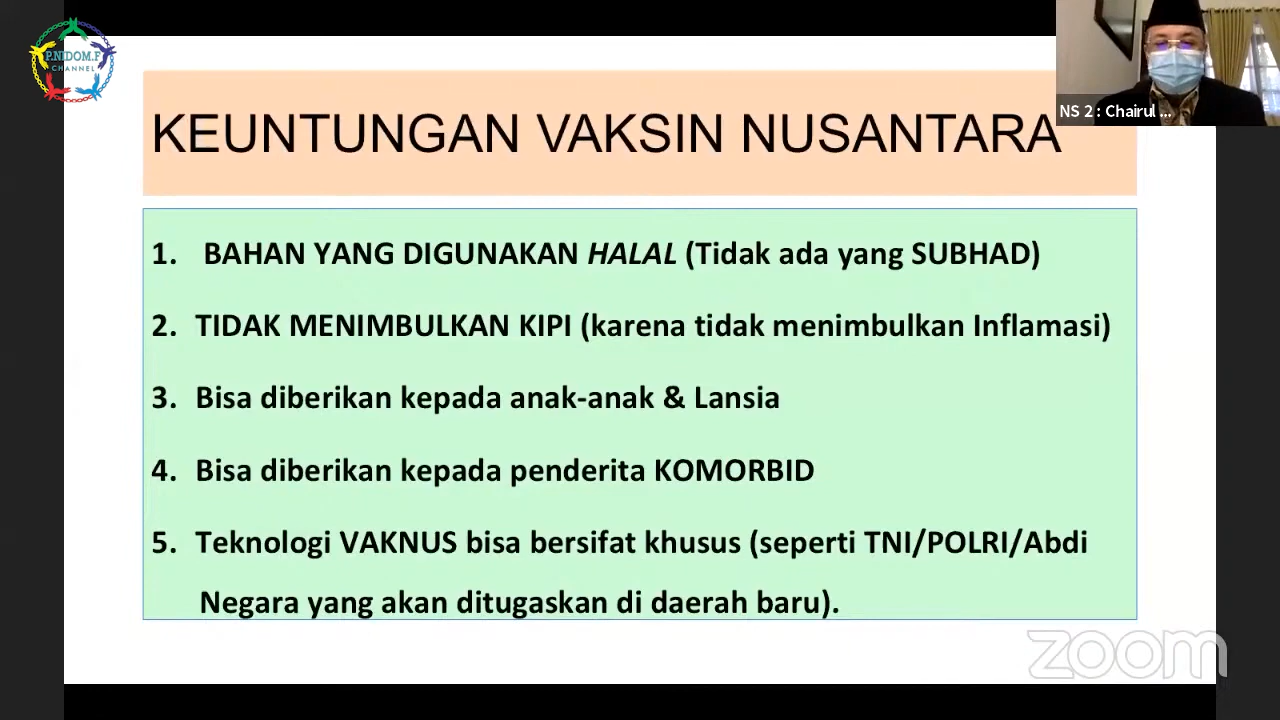 P.NIDOM.F
CHANNEL
KEUNTUNGAN VAKSIN NUSANTARA
NS 2 : Chairul ...
1. BAHAN YANG DIGUNAKAN HALAL (Tidak ada yang SUBHAD)
2. TIDAK MENIMBULKAN KIPI (karena tidak menimbulkan Inflamasi)
3. Bisa diberikan kepada anak-anak & Lansia
4. Bisa diberikan kepada penderita KOMORBID
5. Teknologi VAKNUS bisa bersifat khusus (seperti TNI/POLRI/Abdi
Negara yang akan ditugaskan di daerah baru).
zoom